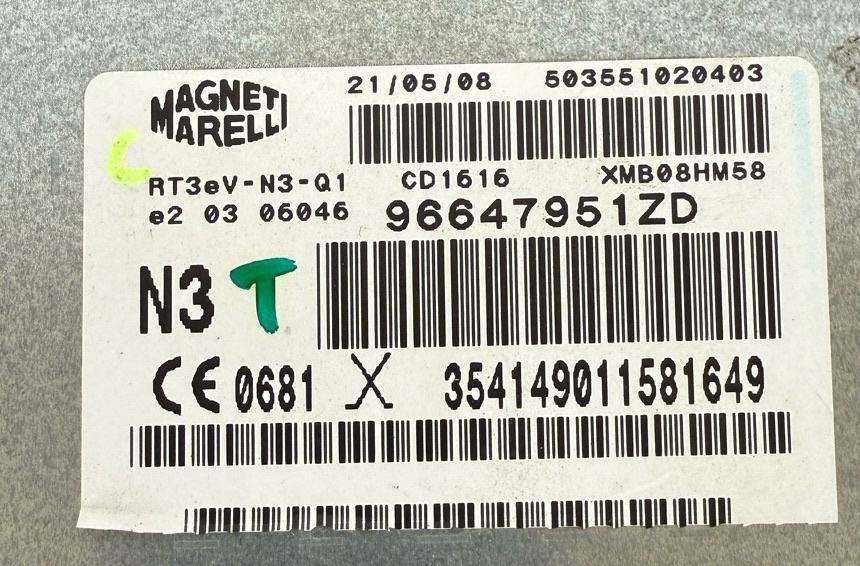 MAGNETI MARELLI
21/05/08 503551020403
RT3eV-N3-Q1 CD1616 XMB08HM58
e2 03 06046 96647951ZD
N3 T
CE 0681 X 354149011581649